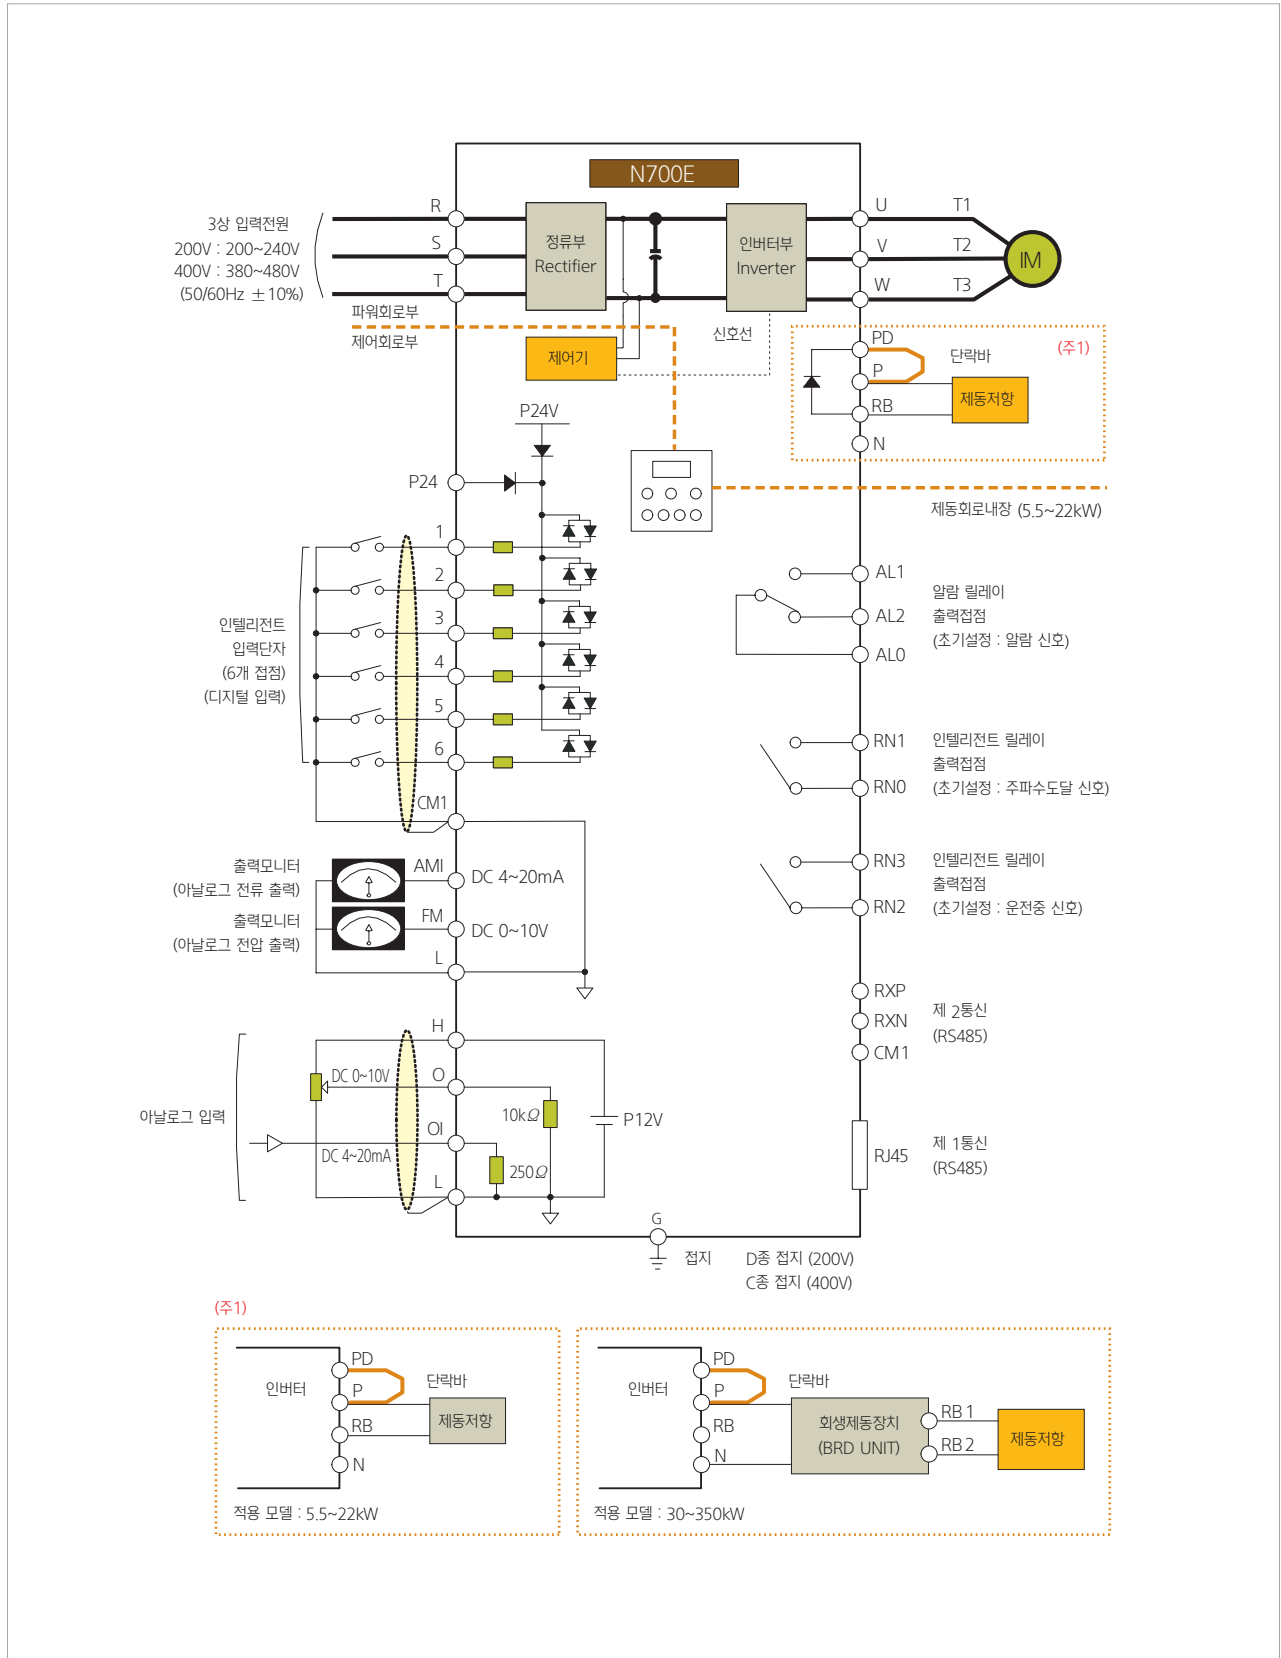 N700E
3상 입력전원
200V : 200~240V
400V : 380~480V
(50/60Hz ±10%)
R
S
T
정류부
Rectifier
인버터부
Inverter
U
V
W
T1
T2
T3
IM
파워회로부
제어회로부
제어기
신호선
PD
P
RB
N
단락바
(주1)
제동저항
제동회로내장 (5.5~22kW)
P24V
P24
인텔리전트
입력단자
(6개 접점)
(디지털 입력)
1
2
3
4
5
6
CM1
AL1
AL2
AL0
알람 릴레이
출력접점
(초기설정 : 알람 신호)
RN1
RN0
인텔리전트 릴레이
출력접점
(초기설정 : 주파수도달 신호)
RN3
RN2
인텔리전트 릴레이
출력접점
(초기설정 : 운전중 신호)
출력모니터
(아날로그 전류 출력)
출력모니터
(아날로그 전압 출력)
AMI
FM
L
DC 4~20mA
DC 0~10V
RXP
RXN
CM1
제 2통신
(RS485)
아날로그 입력
H
O
OI
L
DC 0~10V
DC 4~20mA
10kΩ
250Ω
P12V
RJ45
제 1통신
(RS485)
G
접지
D종 접지 (200V)
C종 접지 (400V)
(주1)
인버터
PD
P
RB
N
단락바
제동저항
적용 모델 : 5.5~22kW
인버터
PD
P
RB
N
단락바
회생제동장치
(BRD UNIT)
RB1
RB2
제동저항
적용 모델 : 30~350kW